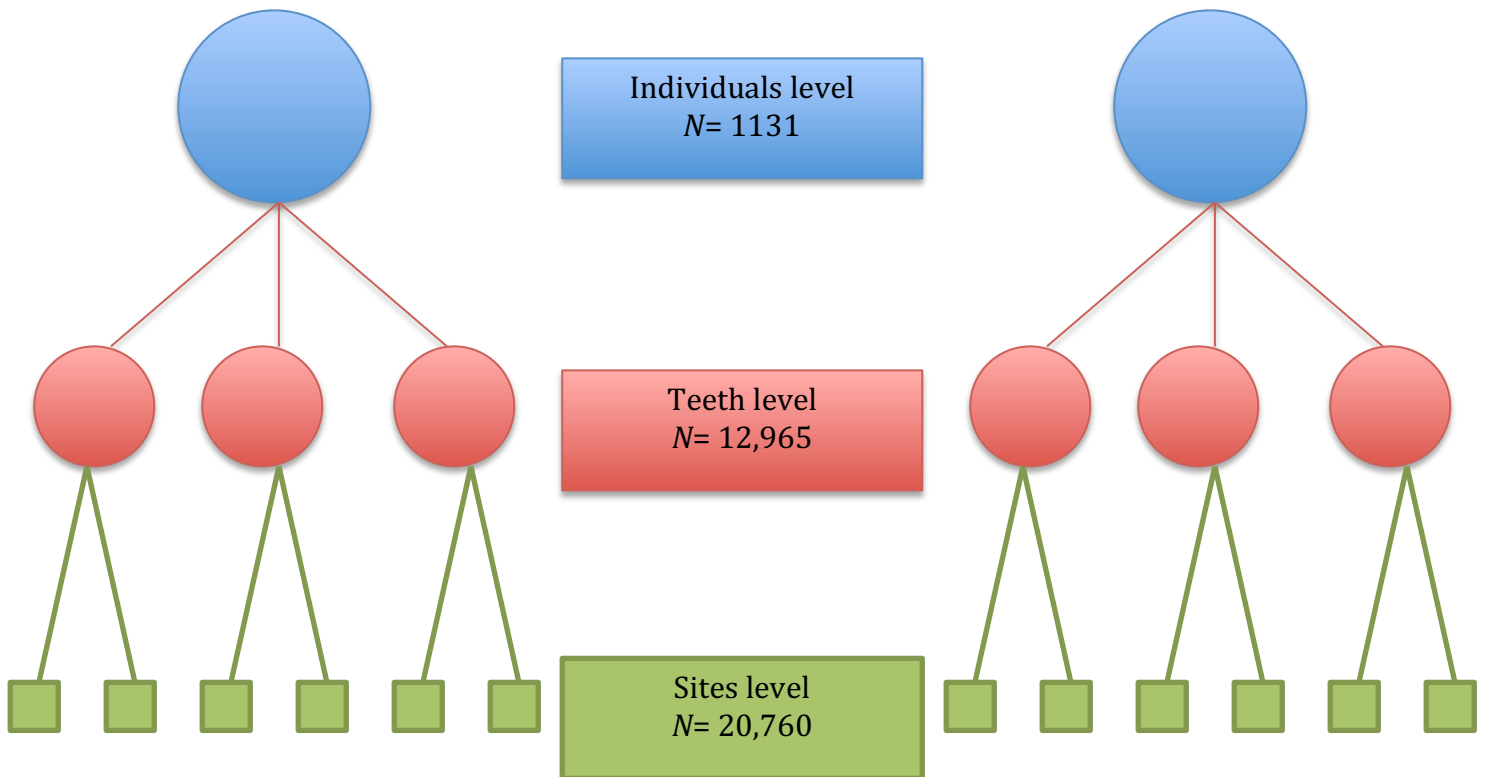 Individuals level
N= 1131
Teeth level
N= 12,965
Sites level
N= 20,760